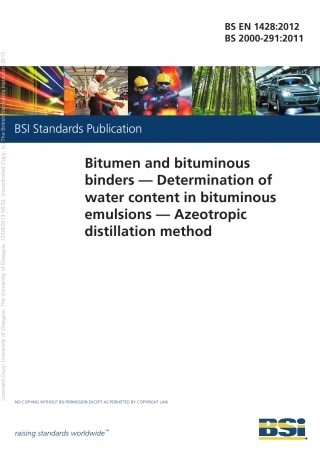 BS EN 1428:2012
BS 2000-291:2011
BSI Standards Publication
Bitumen and bituminous
binders — Determination of
water content in bituminous
emulsions — Azeotropic
distillation method
NO COPYING WITHOUT BSI PERMISSION EXCEPT AS PERMITTED BY COPYRIGHT LAW
raising standards worldwide™
BSi